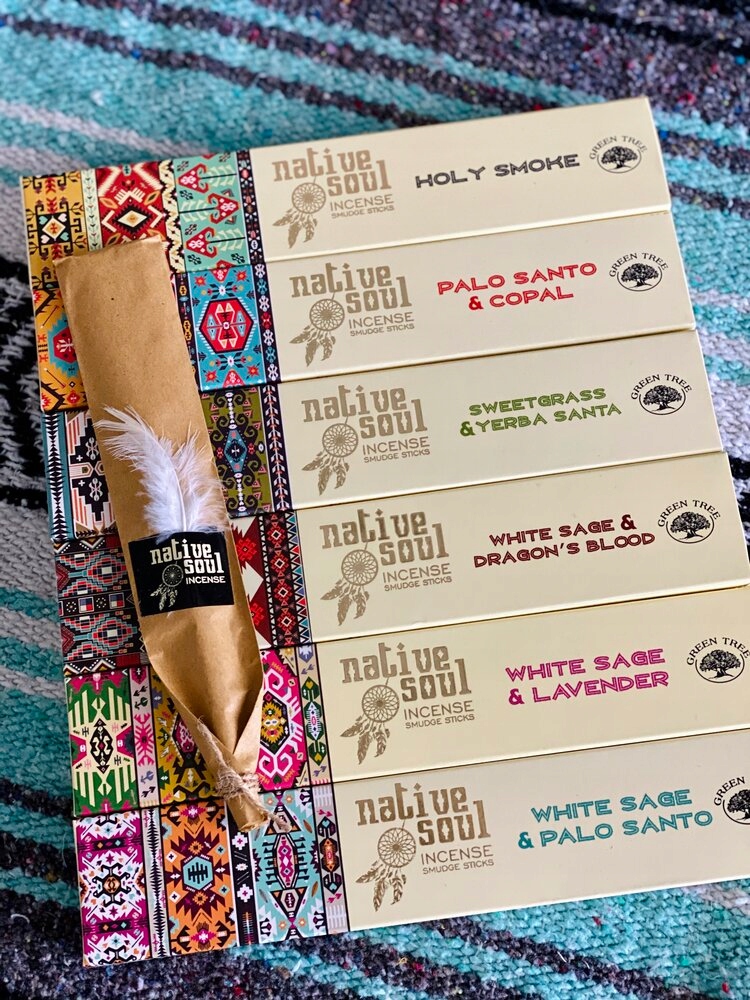 native
soul
INCENSE
SMUDGE STICKS
HOLY SMOKE
GREEN TREE
native
soul
INCENSE
SMUDGE STICKS
PALO SANTO
& COPAL
GREEN TREE
native
soul
INCENSE
SMUDGE STICKS
SWEETGRASS
& YERBA SANTA
GREEN TREE
native
soul
INCENSE
SMUDGE STICKS
WHITE SAGE &
DRAGON'S BLOOD
GREEN TREE
native
soul
INCENSE
native
soul
INCENSE
SMUDGE STICKS
WHITE SAGE
& LAVENDER
GREEN TREE
native
soul
INCENSE
SMUDGE STICKS
WHITE SAGE
& PALO SANTO
GREEN